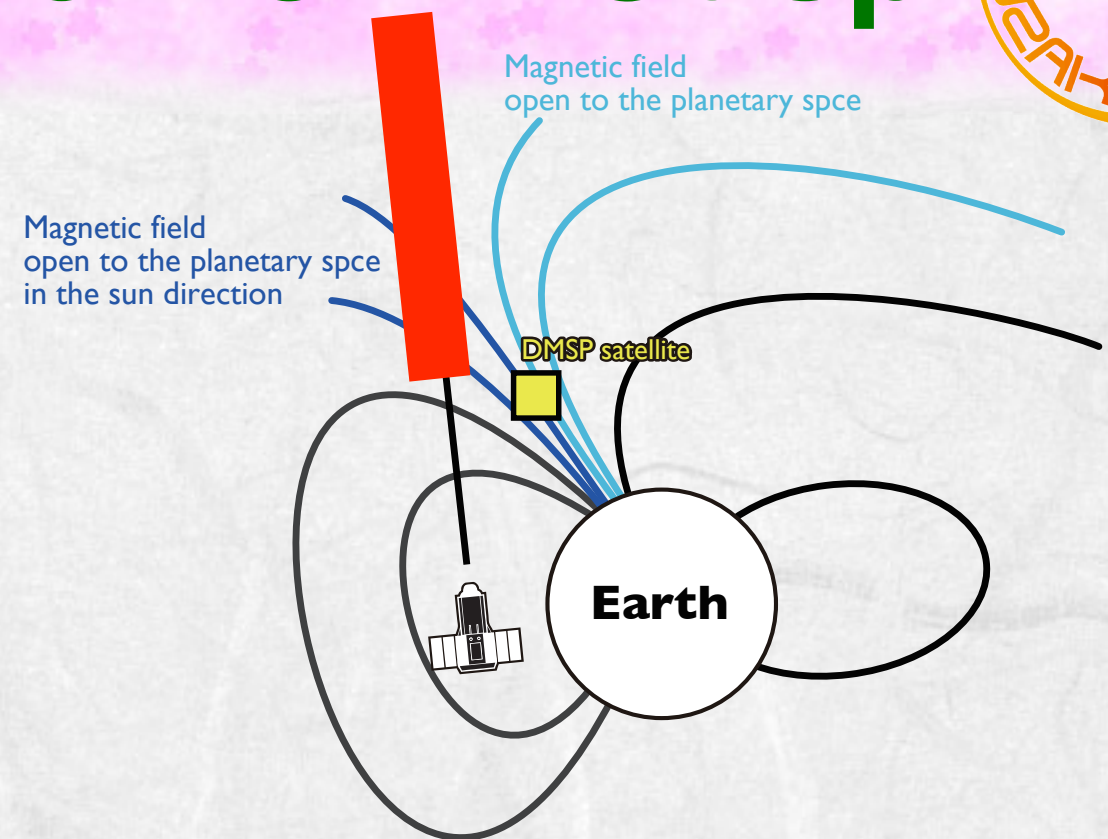 Magnetic field
open to the planetary spce
Magnetic field
open to the planetary spce
in the sun direction
DMSP satellite
Earth